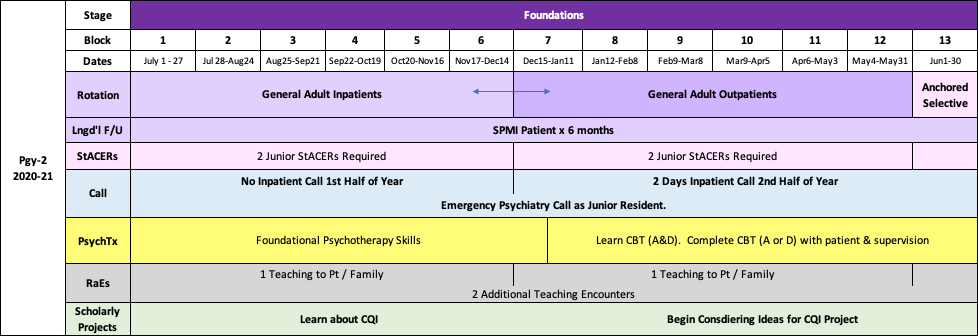 Pgy-2
2020-21
Stage Foundations
Block 1 2 3 4 5 6 7 8 9 10 11 12 13
Dates July 1 - 27 Jul 28-Aug24 Aug25-Sep21 Sep22-Oct19 Oct20-Nov16 Nov17-Dec14 Dec15-Jan11 Jan12-Feb8 Feb9-Mar8 Mar9-Apr5 Apr6-May3 May4-May31 Jun1-30
Rotation General Adult Inpatients General Adult Outpatients Anchored
Selective
Lngd'l F/U SPMI Patient x 6 months
StACERs 2 Junior StACERs Required 2 Junior StACERs Required
Call No Inpatient Call 1st Half of Year 2 Days Inpatient Call 2nd Half of Year
Emergency Psychiatry Call as Junior Resident.
PsychTx Foundational Psychotherapy Skills Learn CBT (A&D). Complete CBT (A or D) with patient & supervision
RaEs 1 Teaching to Pt / Family 1 Teaching to Pt / Family
2 Additional Teaching Encounters
Scholarly
Projects Learn about CQI Begin Consdiering Ideas for CQI Project